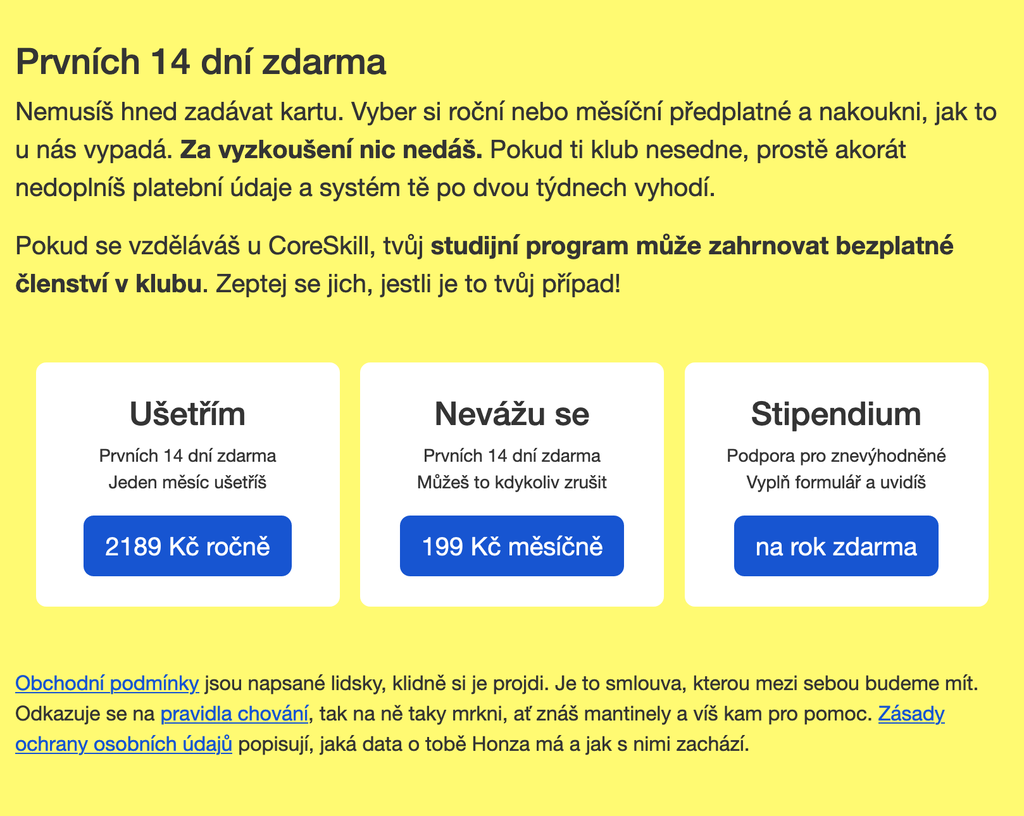 Prvních 14 dní zdarma
Nemusíš hned zadávat kartu. Vyber si roční nebo měsíční předplatné a nakoukni, jak to
u nás vypadá. Za vyzkoušení nic nedáš. Pokud ti klub nesedne, prostě akorát
nedoplníš platební údaje a systém tě po dvou týdnech vyhodí.
Pokud se vzděláváš u CoreSkill, tvůj studijní program může zahrnovat bezplatné
členství v klubu. Zeptej se jich, jestli je to tvůj případ!
Ušetřím
Prvních 14 dní zdarma
Jeden měsíc ušetříš
2189 Kč ročně
Nevážu se
Prvních 14 dní zdarma
Můžeš to kdykoliv zrušit
199 Kč měsíčně
Stipendium
Podpora pro znevýhodněné
Vyplň formulář a uvidíš
na rok zdarma
Obchodní podmínky jsou napsané lidsky, klidně si je projdi. Je to smlouva, kterou mezi sebou budeme mít.
Odkazuje se na pravidla chování, tak na ně taky mrkni, ať znáš mantinely a víš kam pro pomoc. Zásady
ochrany osobních údajů popisují, jaká data o tobě Honza má a jak s nimi zachází.